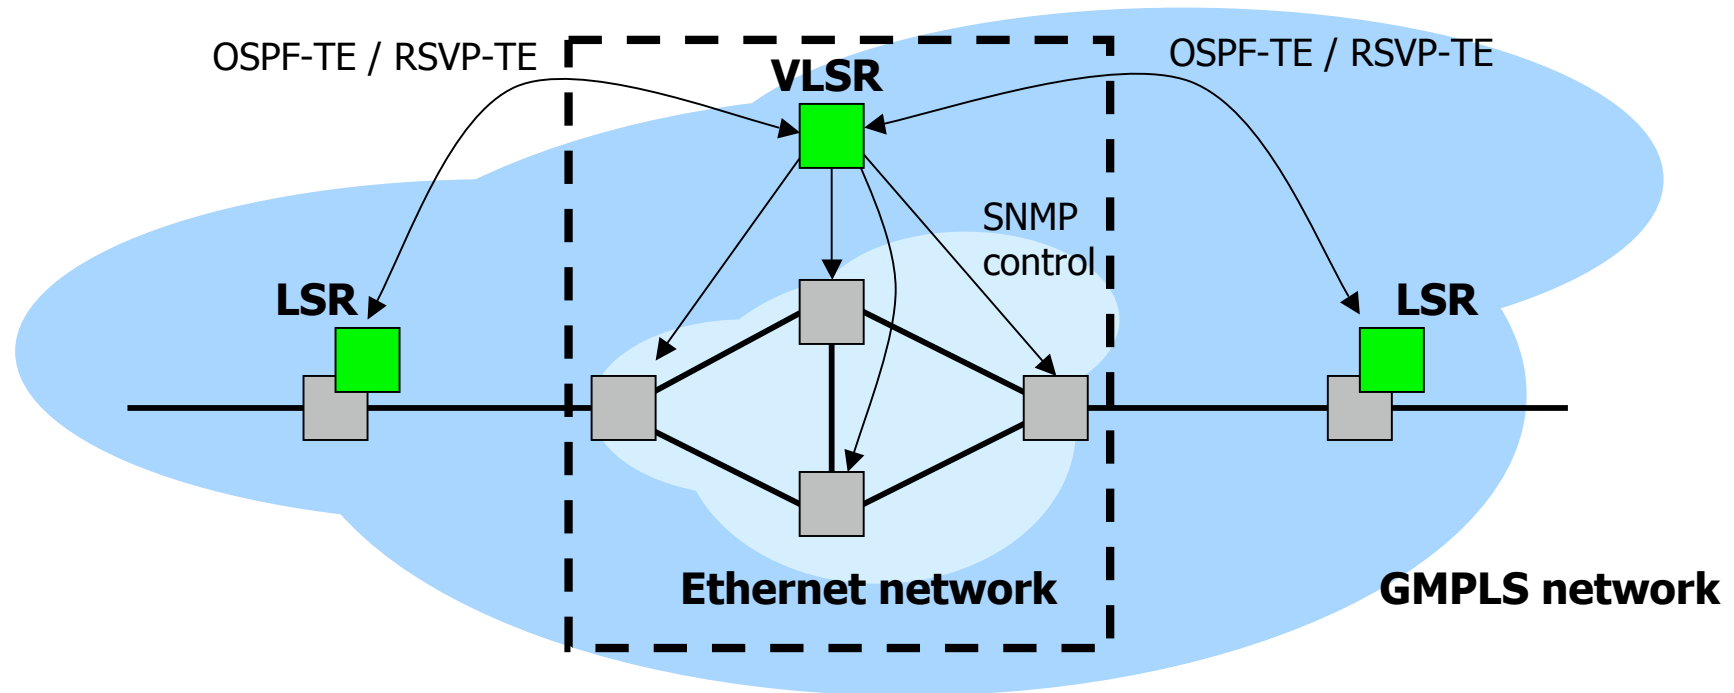 OSPF-TE / RSVP-TE
OSPF-TE / RSVP-TE
VLSR
SNMP
control
LSR
LSR
Ethernet network
GMPLS network